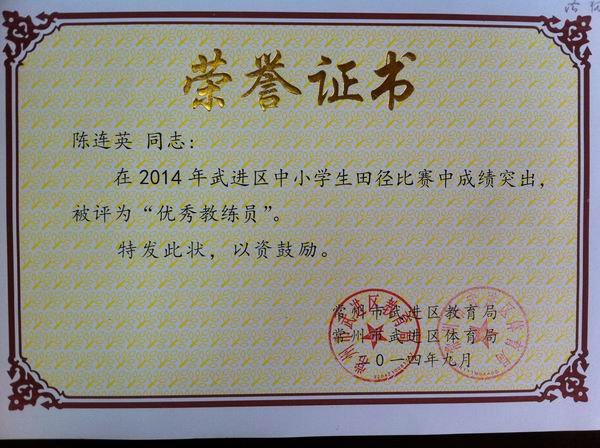 荣誉证书
陈连英 同志:
在2014年武进区中小学生田径比赛中成绩突出，
被评为“优秀教练员”。
特发此状，以资鼓励。
常州市武进区教育局
常州市武进区体育局
二0一四年九月